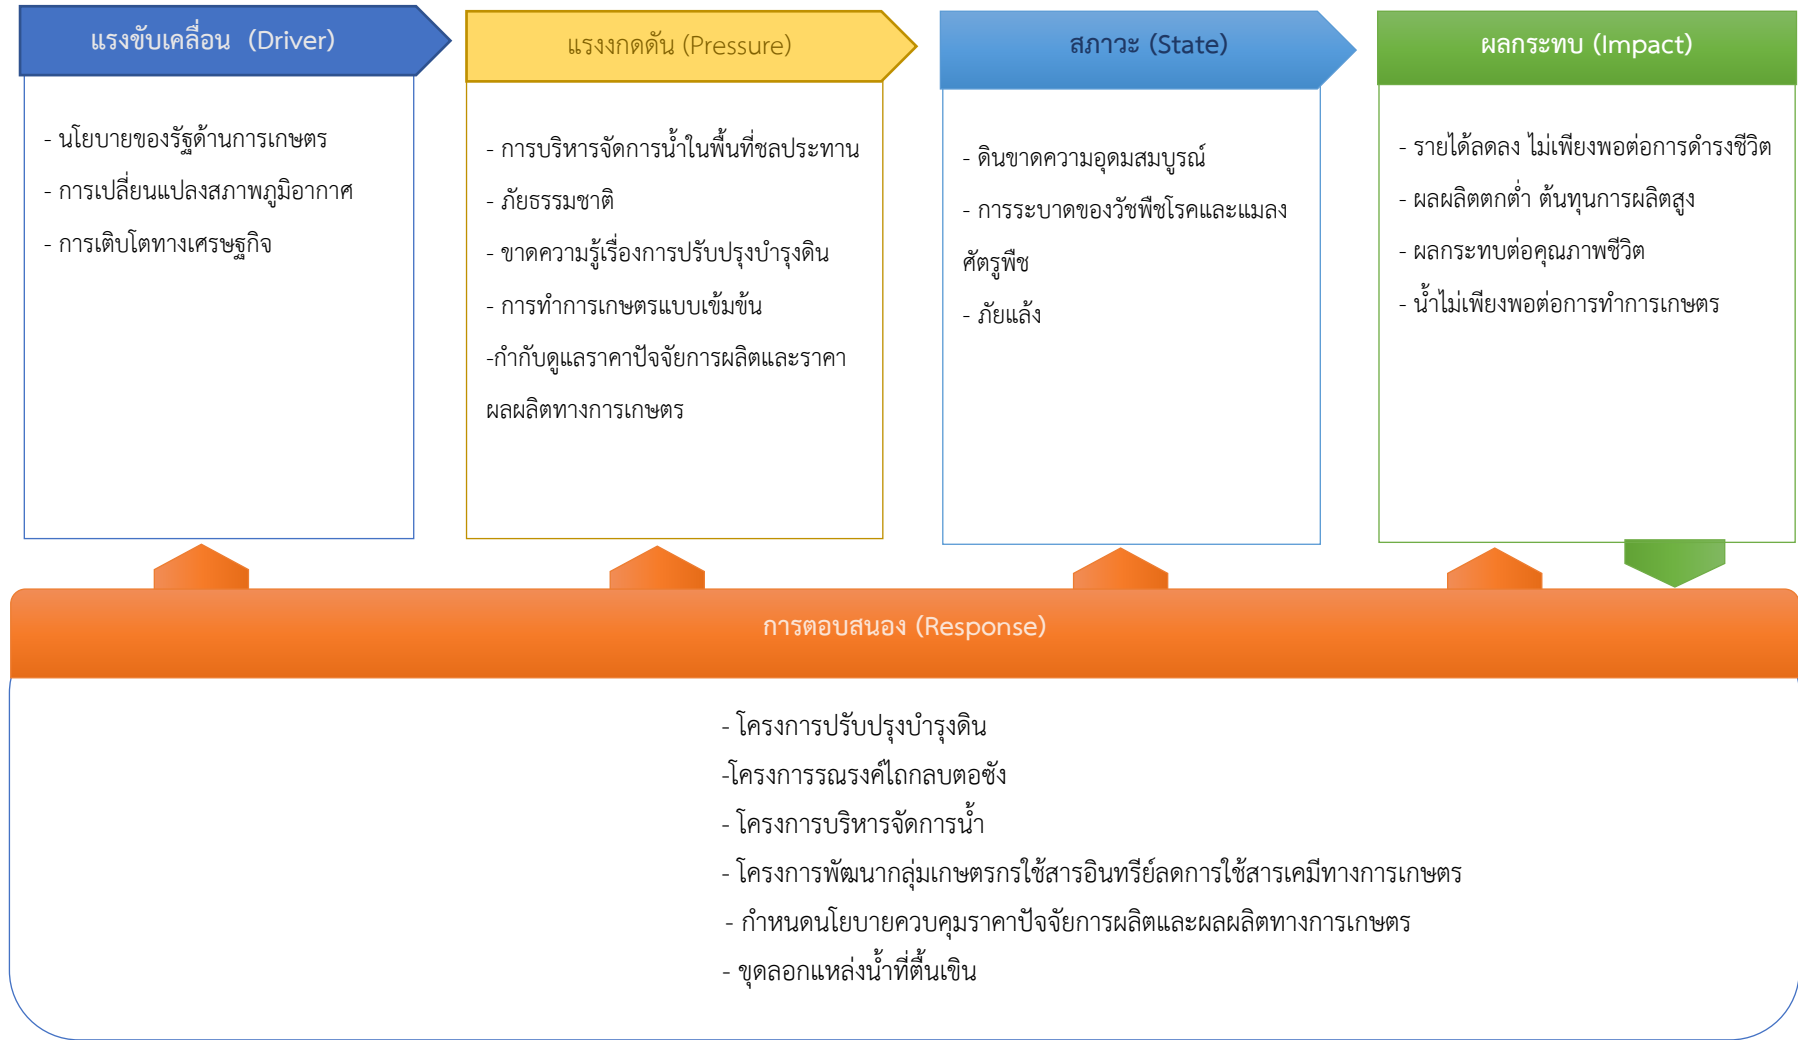 แรงขับเคลื่อน (Driver)
- นโยบายของรัฐด้านการเกษตร
- การเปลี่ยนแปลงสภาพภูมิอากาศ
- การเติบโตทางเศรษฐกิจ
แรงงกดดัน (Pressure)
- การบริหารจัดการน้ำในพื้นที่ชลประทาน
- ภัยธรรมชาติ
- ขาดความรู้เรื่องการปรับปรุงบำรุงดิน
- การทำการเกษตรแบบเข้มข้น
-กำกับดูแลราคาปัจจัยการผลิตและราคา
ผลผลิตทางการเกษตร
สภาวะ (State)
- ดินขาดความอุดมสมบูรณ์
- การระบาดของวัชพืชโรคและแมลง
ศัตรูพืช
- ภัยแล้ง
ผลกระทบ (Impact)
- รายได้ลดลง ไม่เพียงพอต่อการดำรงชีวิต
- ผลผลิตตกต่ำ ต้นทุนการผลิตสูง
- ผลกระทบต่อคุณภาพชีวิต
- น้ำไม่เพียงพอต่อการทำการเกษตร
การตอบสนอง (Response)
- โครงการปรับปรุงบำรุงดิน
-โครงการรณรงค์ไถกลบตอซัง
- โครงการบริหารจัดการน้ำ
- โครงการพัฒนากลุ่มเกษตรกรใช้สารอินทรีย์ลดการใช้สารเคมีทางการเกษตร
- กำหนดนโยบายควบคุมราคาปัจจัยการผลิตและผลผลิตทางการเกษตร
- ขุดลอกแหล่งน้ำที่ตื้นเขิน